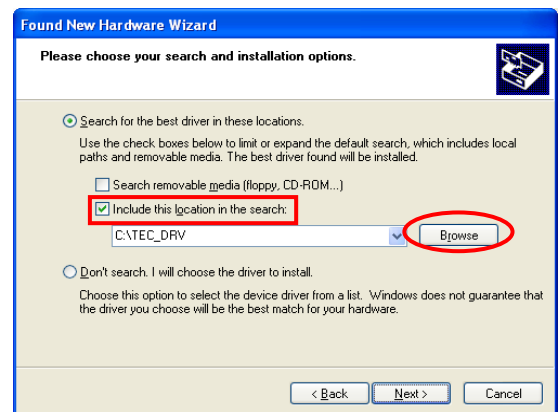 Found New Hardware Wizard
Please choose your search and installation options.
Search for the best driver in these locations.
Use the check boxes below to limit or expand the default search, which includes local
paths and removable media. The best driver found will be installed.
Search removable media (floppy, CD-ROM...)
Include this location in the search:
C:\TEC_DRV
Browse
Don't search. I will choose the driver to install.
Choose this option to select the device driver from a list. Windows does not guarantee that
the driver you choose will be the best match for your hardware.
< Back Next > Cancel